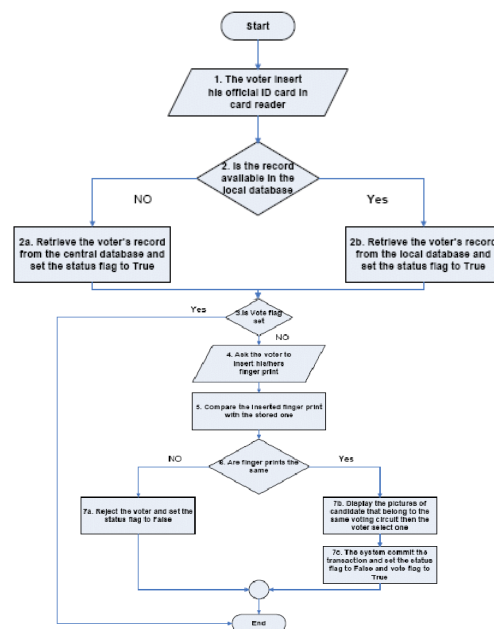 Start
1. The voter insert
his official ID card in
card reader
2. Is the record
available in the
local database
NO
Yes
2a. Retrieve the voter's record
from the central database and
set the status flag to True
2b. Retrieve the voter's record
from the local database and
set the status flag to True
Yes
3.Is Vote flag
set
NO
4. Ask the voter to
insert his/hers
finger print
5. Compare the inserted finger print
with the stored one
6. Are finger prints the
same
NO
Yes
7a. Reject the voter and set the
status flag to False
7b. Display the pictures of
candidate that belong to the
same voting circuit then the
voter select one
7c. The system commit the
transaction and set the status
flag to False and vote flag to
True
End